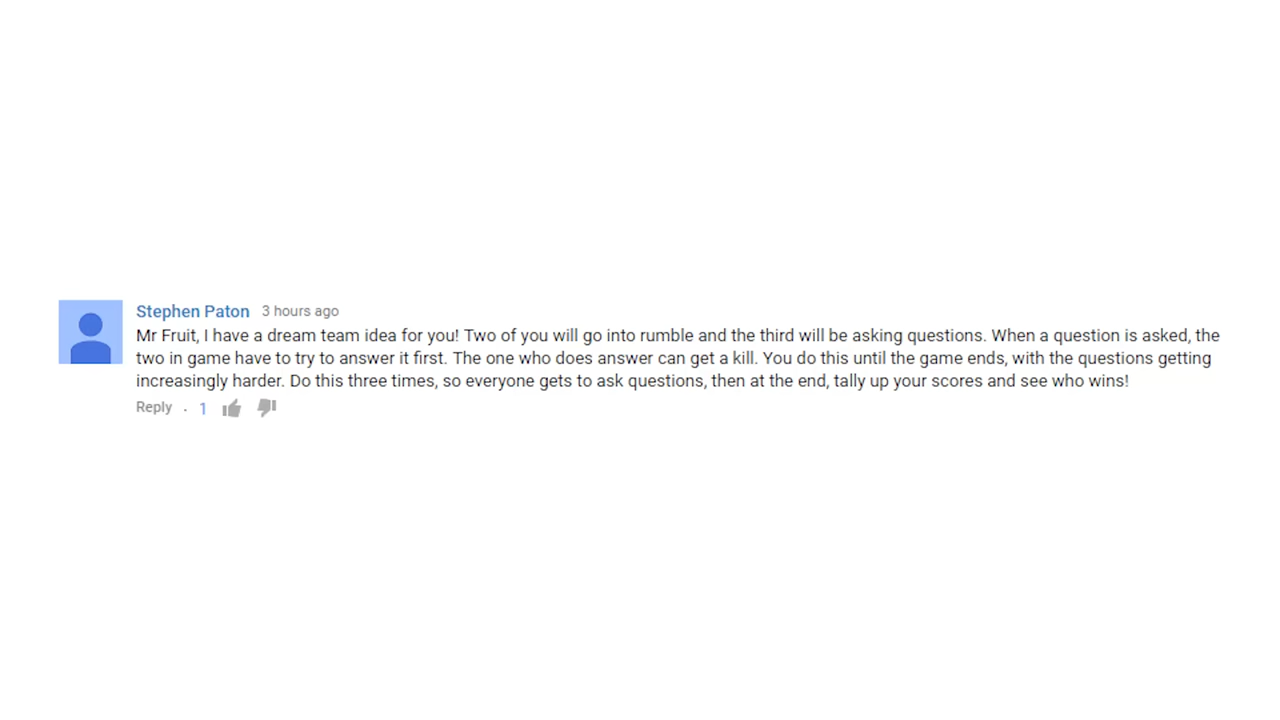 Stephen Paton 3 hours ago
Mr Fruit, I have a dream team idea for you! Two of you will go into rumble and the third will be asking questions. When a question is asked, the
two in game have to try to answer it first. The one who does answer can get a kill. You do this until the game ends, with the questions getting
increasingly harder. Do this three times, so everyone gets to ask questions, then at the end, tally up your scores and see who wins!
Reply · 1